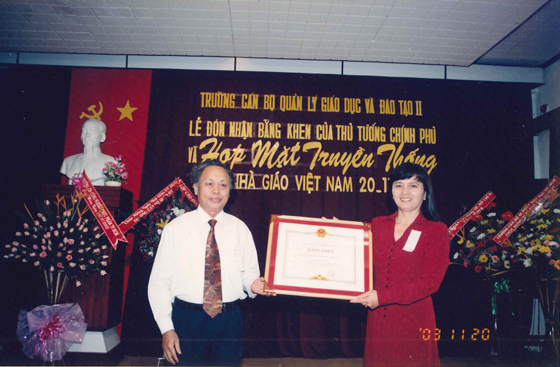 TRƯỜNG CÁN BỘ QUẢN LÝ GIÁO DỤC VÀ ĐÀO TẠO II
LỄ ĐÓN NHẬN BẰNG KHEN CỦA THỦ TƯỚNG CHÍNH PHỦ
VÀ Họp Mặt Truyền Thống
NHÀ GIÁO VIỆT NAM 20-11
BẰNG KHEN
'03 11 20